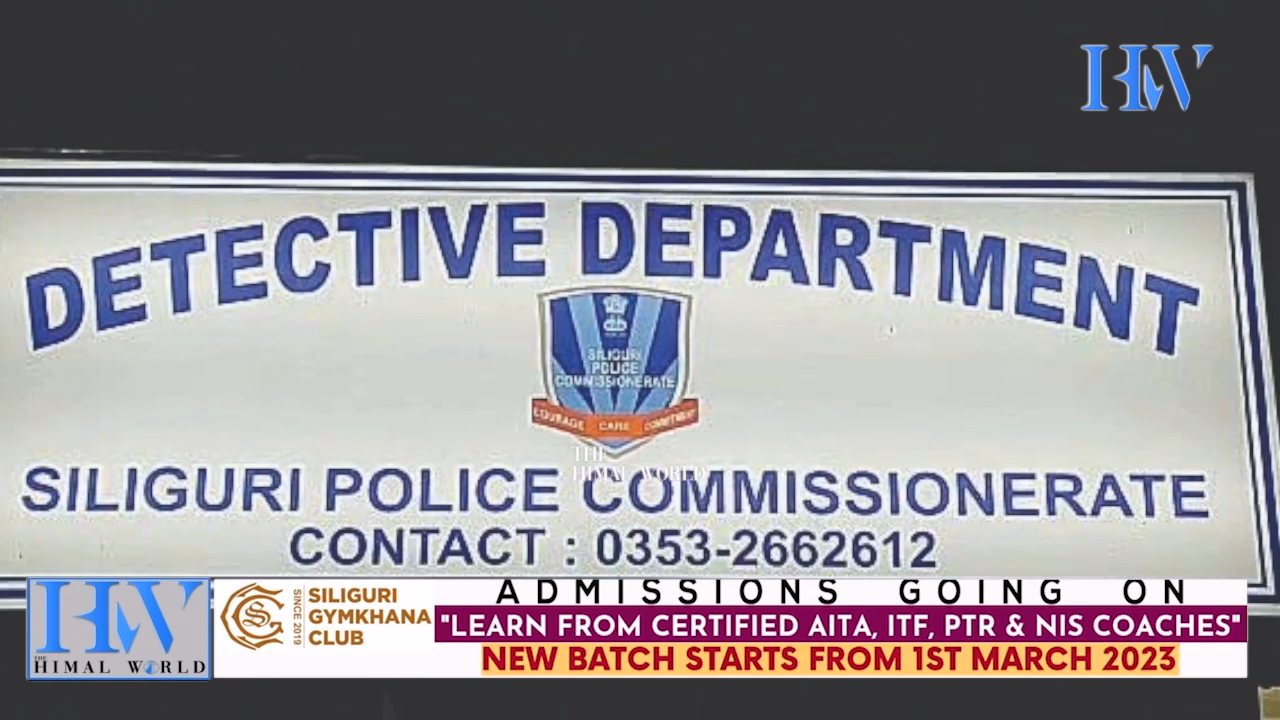 HW
DETECTIVE DEPARTMENT
SILIGURI
POLICE
COMMISSIONERATE
COURAGE CARE COMMITMENT
THE
HIMAL WORLD
SILIGURI POLICE COMMISSIONERATE
CONTACT : 0353-2662612
HW
THE
HIMAL WORLD
SINCE 2019
SILIGURI
GYMKHANA
CLUB
ADMISSIONS GOING ON
"LEARN FROM CERTIFIED AITA, ITF, PTR & NIS COACHES"
NEW BATCH STARTS FROM 1ST MARCH 2023